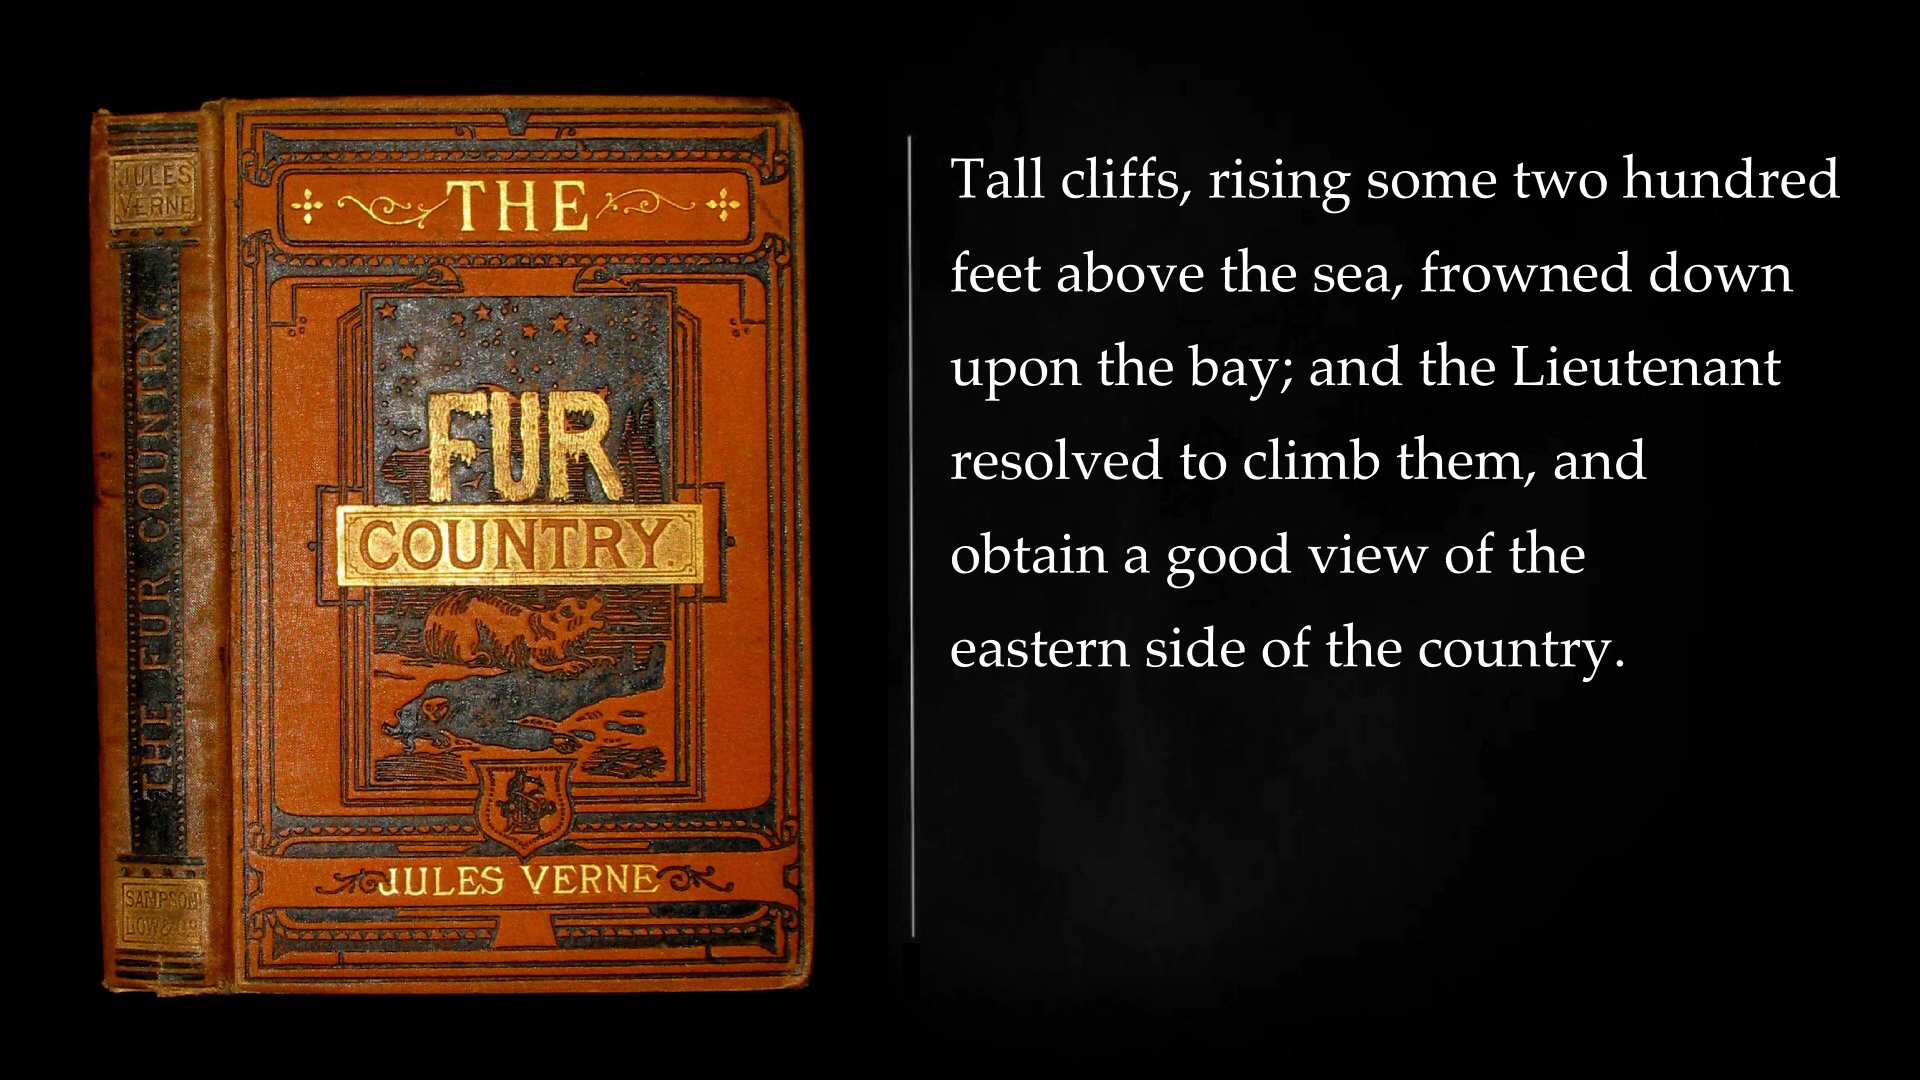 JULES
VERNE
THE FUR COUNTRY.
SAMPSON
LOW & Co
THE
FUR
COUNTRY.
JULES VERNE
Tall cliffs, rising some two hundred
feet above the sea, frowned down
upon the bay; and the Lieutenant
resolved to climb them, and
obtain a good view of the
eastern side of the country.